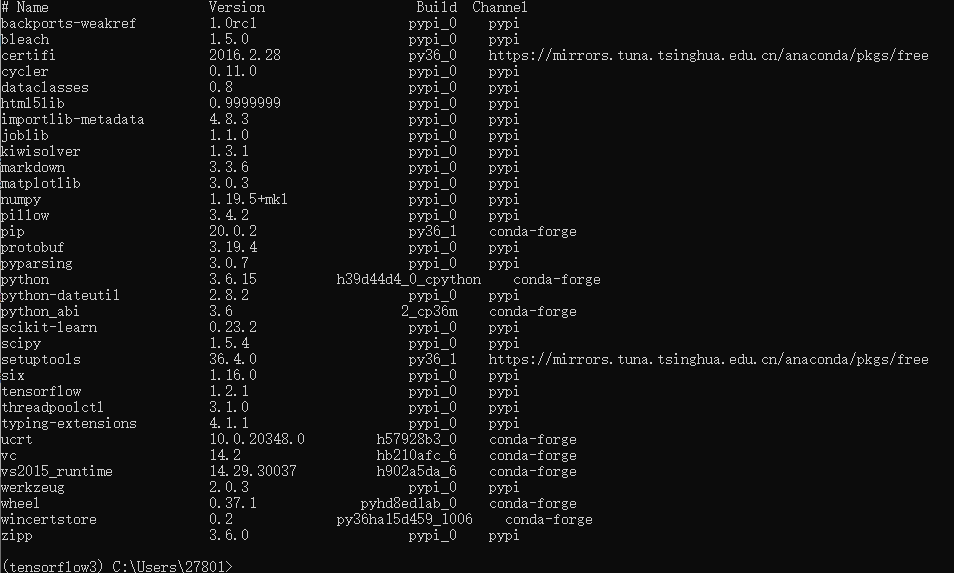 # Name                    Version                   Build  Channel
backports-weakref         1.0rc1                   pypi_0    pypi
bleach                    1.5.0                    pypi_0    pypi
certifi                   2016.2.28                py36_0    https://mirrors.tuna.tsinghua.edu.cn/anaconda/pkgs/free
cycler                    0.11.0                   pypi_0    pypi
dataclasses               0.8                      pypi_0    pypi
html5lib                  0.9999999                pypi_0    pypi
importlib-metadata        4.8.3                    pypi_0    pypi
joblib                    1.1.0                    pypi_0    pypi
kiwisolver                1.3.1                    pypi_0    pypi
markdown                  3.3.6                    pypi_0    pypi
matplotlib                3.0.3                    pypi_0    pypi
numpy                     1.19.5+mkl               pypi_0    pypi
pillow                    3.4.2                    pypi_0    pypi
pip                       20.0.2                   py36_1    conda-forge
protobuf                  3.19.4                   pypi_0    pypi
pyparsing                 3.0.7                    pypi_0    pypi
python                    3.6.15          h39d44d4_0_cpython    conda-forge
python-dateutil           2.8.2                    pypi_0    pypi
python_abi                3.6                     2_cp36m    conda-forge
scikit-learn              0.23.2                   pypi_0    pypi
scipy                     1.5.4                    pypi_0    pypi
setuptools                36.4.0                   py36_1    https://mirrors.tuna.tsinghua.edu.cn/anaconda/pkgs/free
six                       1.16.0                   pypi_0    pypi
tensorflow                1.2.1                    pypi_0    pypi
threadpoolctl             3.1.0                    pypi_0    pypi
typing-extensions         4.1.1                    pypi_0    pypi
ucrt                      10.0.20348.0         h57928b3_0    conda-forge
vc                        14.2                 hb210afc_6    conda-forge
vs2015_runtime            14.29.30037          h902a5da_6    conda-forge
werkzeug                  2.0.3                    pypi_0    pypi
wheel                     0.37.1             pyhd8ed1ab_0    conda-forge
wincertstore              0.2             py36ha15d459_1006    conda-forge
zipp                      3.6.0                    pypi_0    pypi
(tensorflow3) C:\Users\27801>